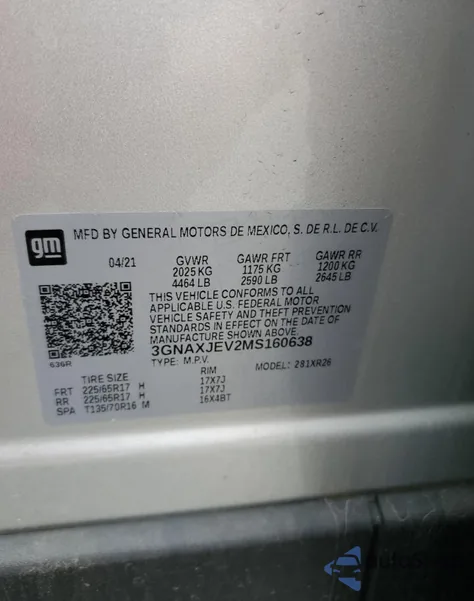 gm
MFD BY GENERAL MOTORS DE MEXICO, S. DE R.L. DE C.V.
04/21 GVWR GAWR FRT GAWR RR
2025 KG 1175 KG 1200 KG
4464 LB 2590 LB 2645 LB
THIS VEHICLE CONFORMS TO ALL
APPLICABLE U.S. FEDERAL MOTOR
VEHICLE SAFETY AND THEFT PREVENTION
STANDARDS IN EFFECT ON THE DATE OF
MANUFACTURE SHOWN ABOVE.
3GNAXJEV2MS160638
636R
TYPE: M.P.V. MODEL: 281XR26
TIRE SIZE RIM
FRT 225/65R17 H 17X7J
RR 225/65R17 H 17X7J
SPA T135/70R16 M 16X4BT